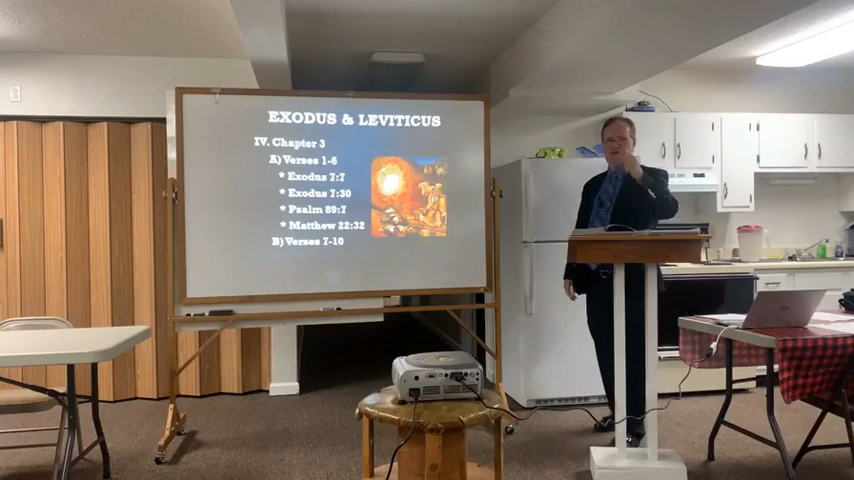 EXODUS & LEVITICUS
IV. Chapter 3
A) Verses 1-6
* Exodus 7:7
* Exodus 7:30
* Psalm 89:7
* Matthew 22:32
B) Verses 7-10